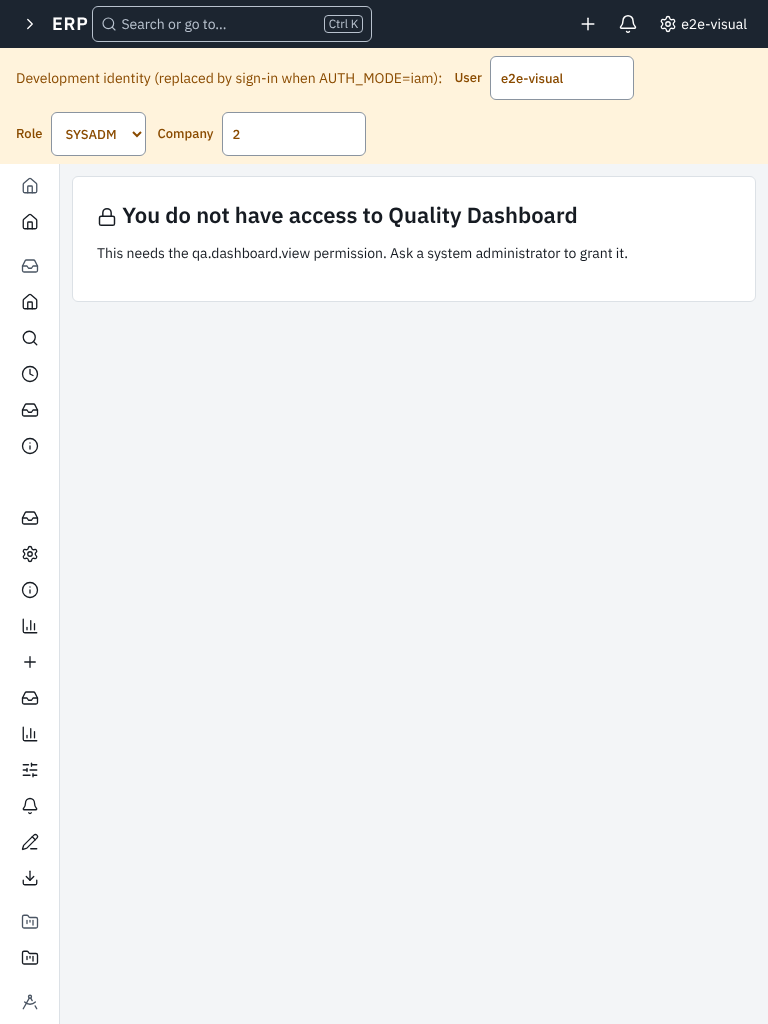 ERP Search or go to... Ctrl K e2e-visual
Development identity (replaced by sign-in when AUTH_MODE=iam): User e2e-visual
Role SYSADM Company 2
You do not have access to Quality Dashboard
This needs the qa.dashboard.view permission. Ask a system administrator to grant it.